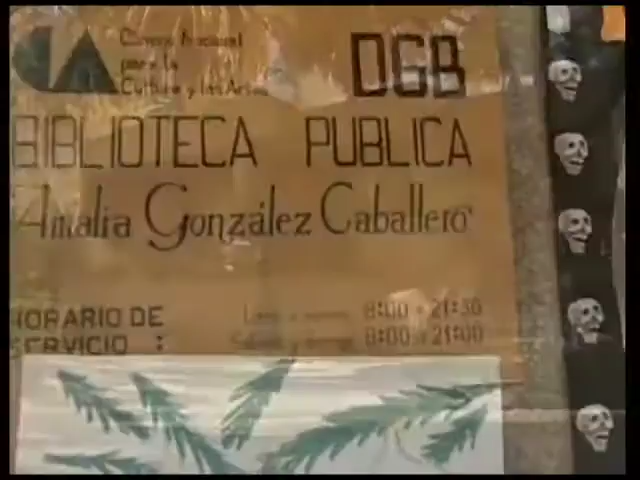 CA
Consejo Nacional
para la
Cultura y las Artes
DGB
BIBLIOTECA PUBLICA
Amalia González Caballero
HORARIO DE
SERVICIO :
8:00 a 21:30
8:00 a 21:00